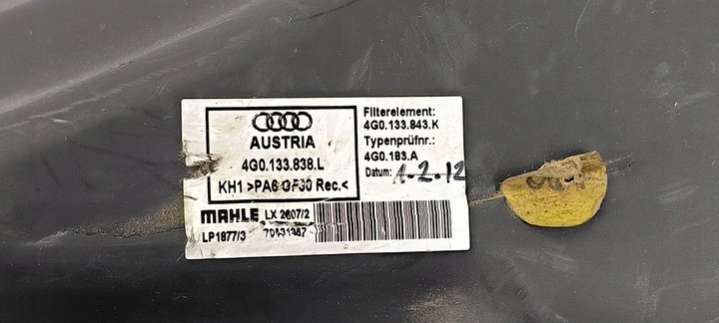 AUSTRIA
4G0.133.838.L
KH1 >PA6 GF30 Rec.<
Filterelement:
4G0.133.843.K
Typenprüfnr.:
4G0.183.A
Datum: 1.2.12
MAHLE LX 2607/2
LP1877/3